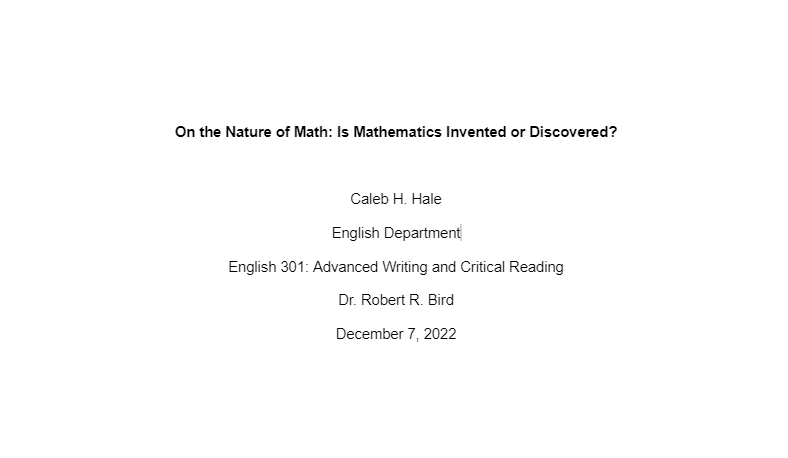 On the Nature of Math: Is Mathematics Invented or Discovered?
Caleb H. Hale
English Department
English 301: Advanced Writing and Critical Reading
Dr. Robert R. Bird
December 7, 2022